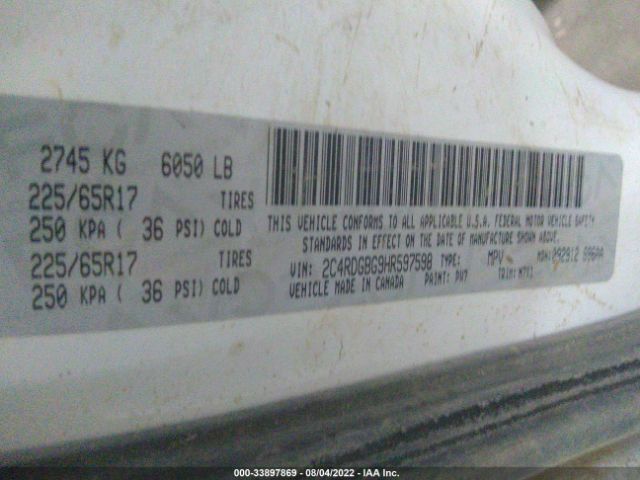 2745 KG 6050 LB
225/65R17 TIRES
250 KPA ( 36 PSI) COLD
225/65R17 TIRES
250 KPA ( 36 PSI) COLD
THIS VEHICLE CONFORMS TO ALL APPLICABLE U.S.A. FEDERAL MOTOR VEHICLE SAFETY
STANDARDS IN EFFECT ON THE DATE OF MANUFACTURE SHOWN ABOVE.
VIN: 2C4RDGBG9HR597598 TYPE: MPV MDH: 092912
VEHICLE MADE IN CANADA PAINT: PW7 TRIM:
000-33897869 - 08/04/2022 - IAA Inc.